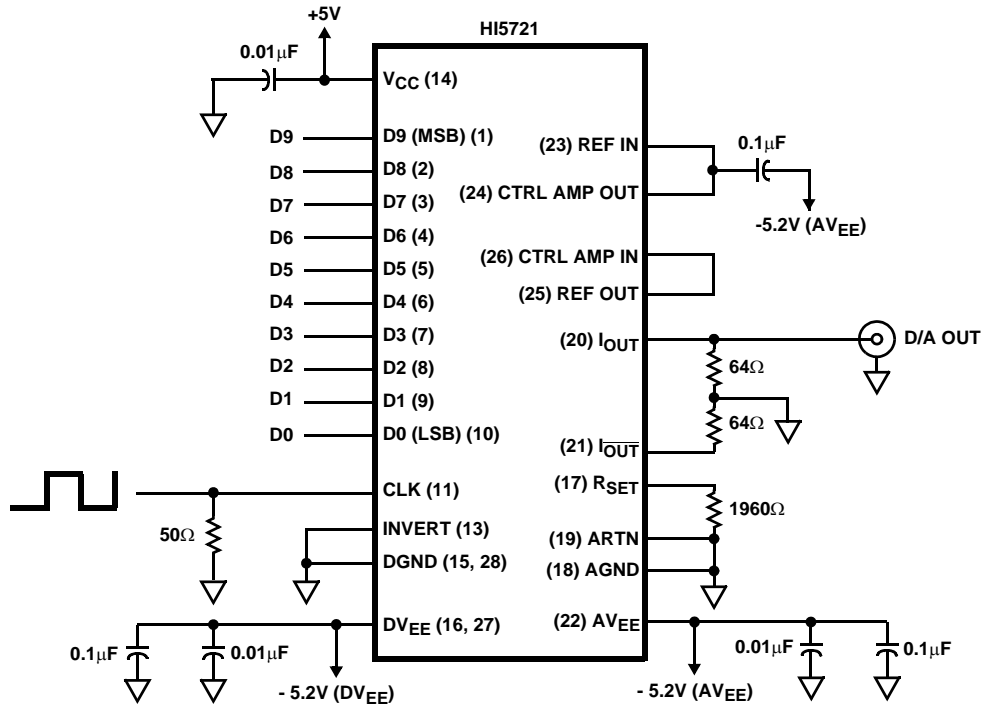 HI5721
+5V
0.01μF
VCC (14)
D9
D9 (MSB) (1)
D8
D8 (2)
D7
D7 (3)
D6
D6 (4)
D5
D5 (5)
D4
D4 (6)
D3
D3 (7)
D2
D2 (8)
D1
D1 (9)
D0
D0 (LSB) (10)
CLK (11)
50Ω
INVERT (13)
DGND (15, 28)
DVEE (16, 27)
0.1μF
0.01μF
- 5.2V (DVEE)
(23) REF IN
0.1μF
(24) CTRL AMP OUT
-5.2V (AVEE)
(26) CTRL AMP IN
(25) REF OUT
(20) IOUT
D/A OUT
64Ω
64Ω
(21) IO̅U̅T̅
(17) RSET
1960Ω
(19) ARTN
(18) AGND
(22) AVEE
0.01μF
0.1μF
- 5.2V (AVEE)